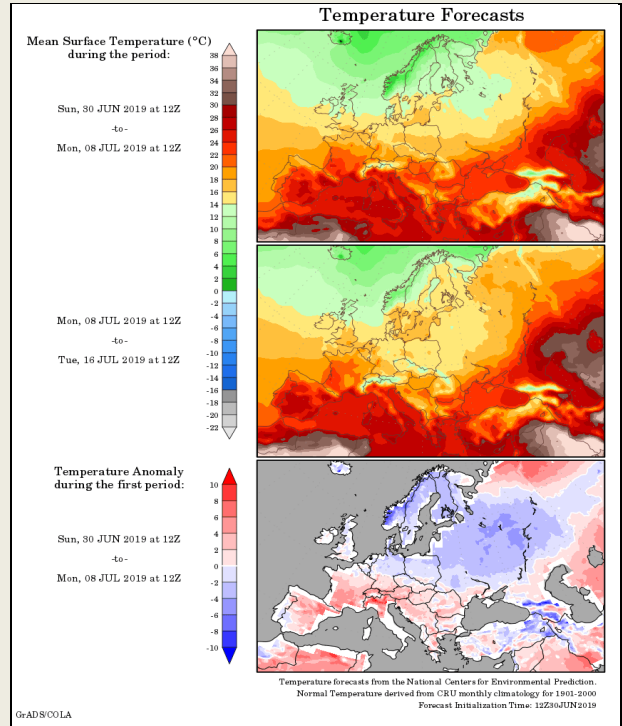 Temperature Forecasts
Mean Surface Temperature (°C)
during the period:
Sun, 30 JUN 2019 at 12Z
-to-
Mon, 08 JUL 2019 at 12Z
38
36
34
32
30
28
26
24
22
20
18
16
14
12
10
8
6
4
2
0
-2
-4
-6
-8
-10
-12
-14
-16
-18
-20
-22
Mon, 08 JUL 2019 at 12Z
-to-
Tue, 16 JUL 2019 at 12Z
Temperature Anomaly
during the first period:
Sun, 30 JUN 2019 at 12Z
-to-
Mon, 08 JUL 2019 at 12Z
10
8
6
4
2
0
-2
-4
-6
-8
-10
Temperature forecasts from the National Centers for Environmental Prediction.
Normal Temperature derived from CRU monthly climatology for 1901-2000
Forecast Initialization Time: 12Z30JUN2019
GrADS/COLA